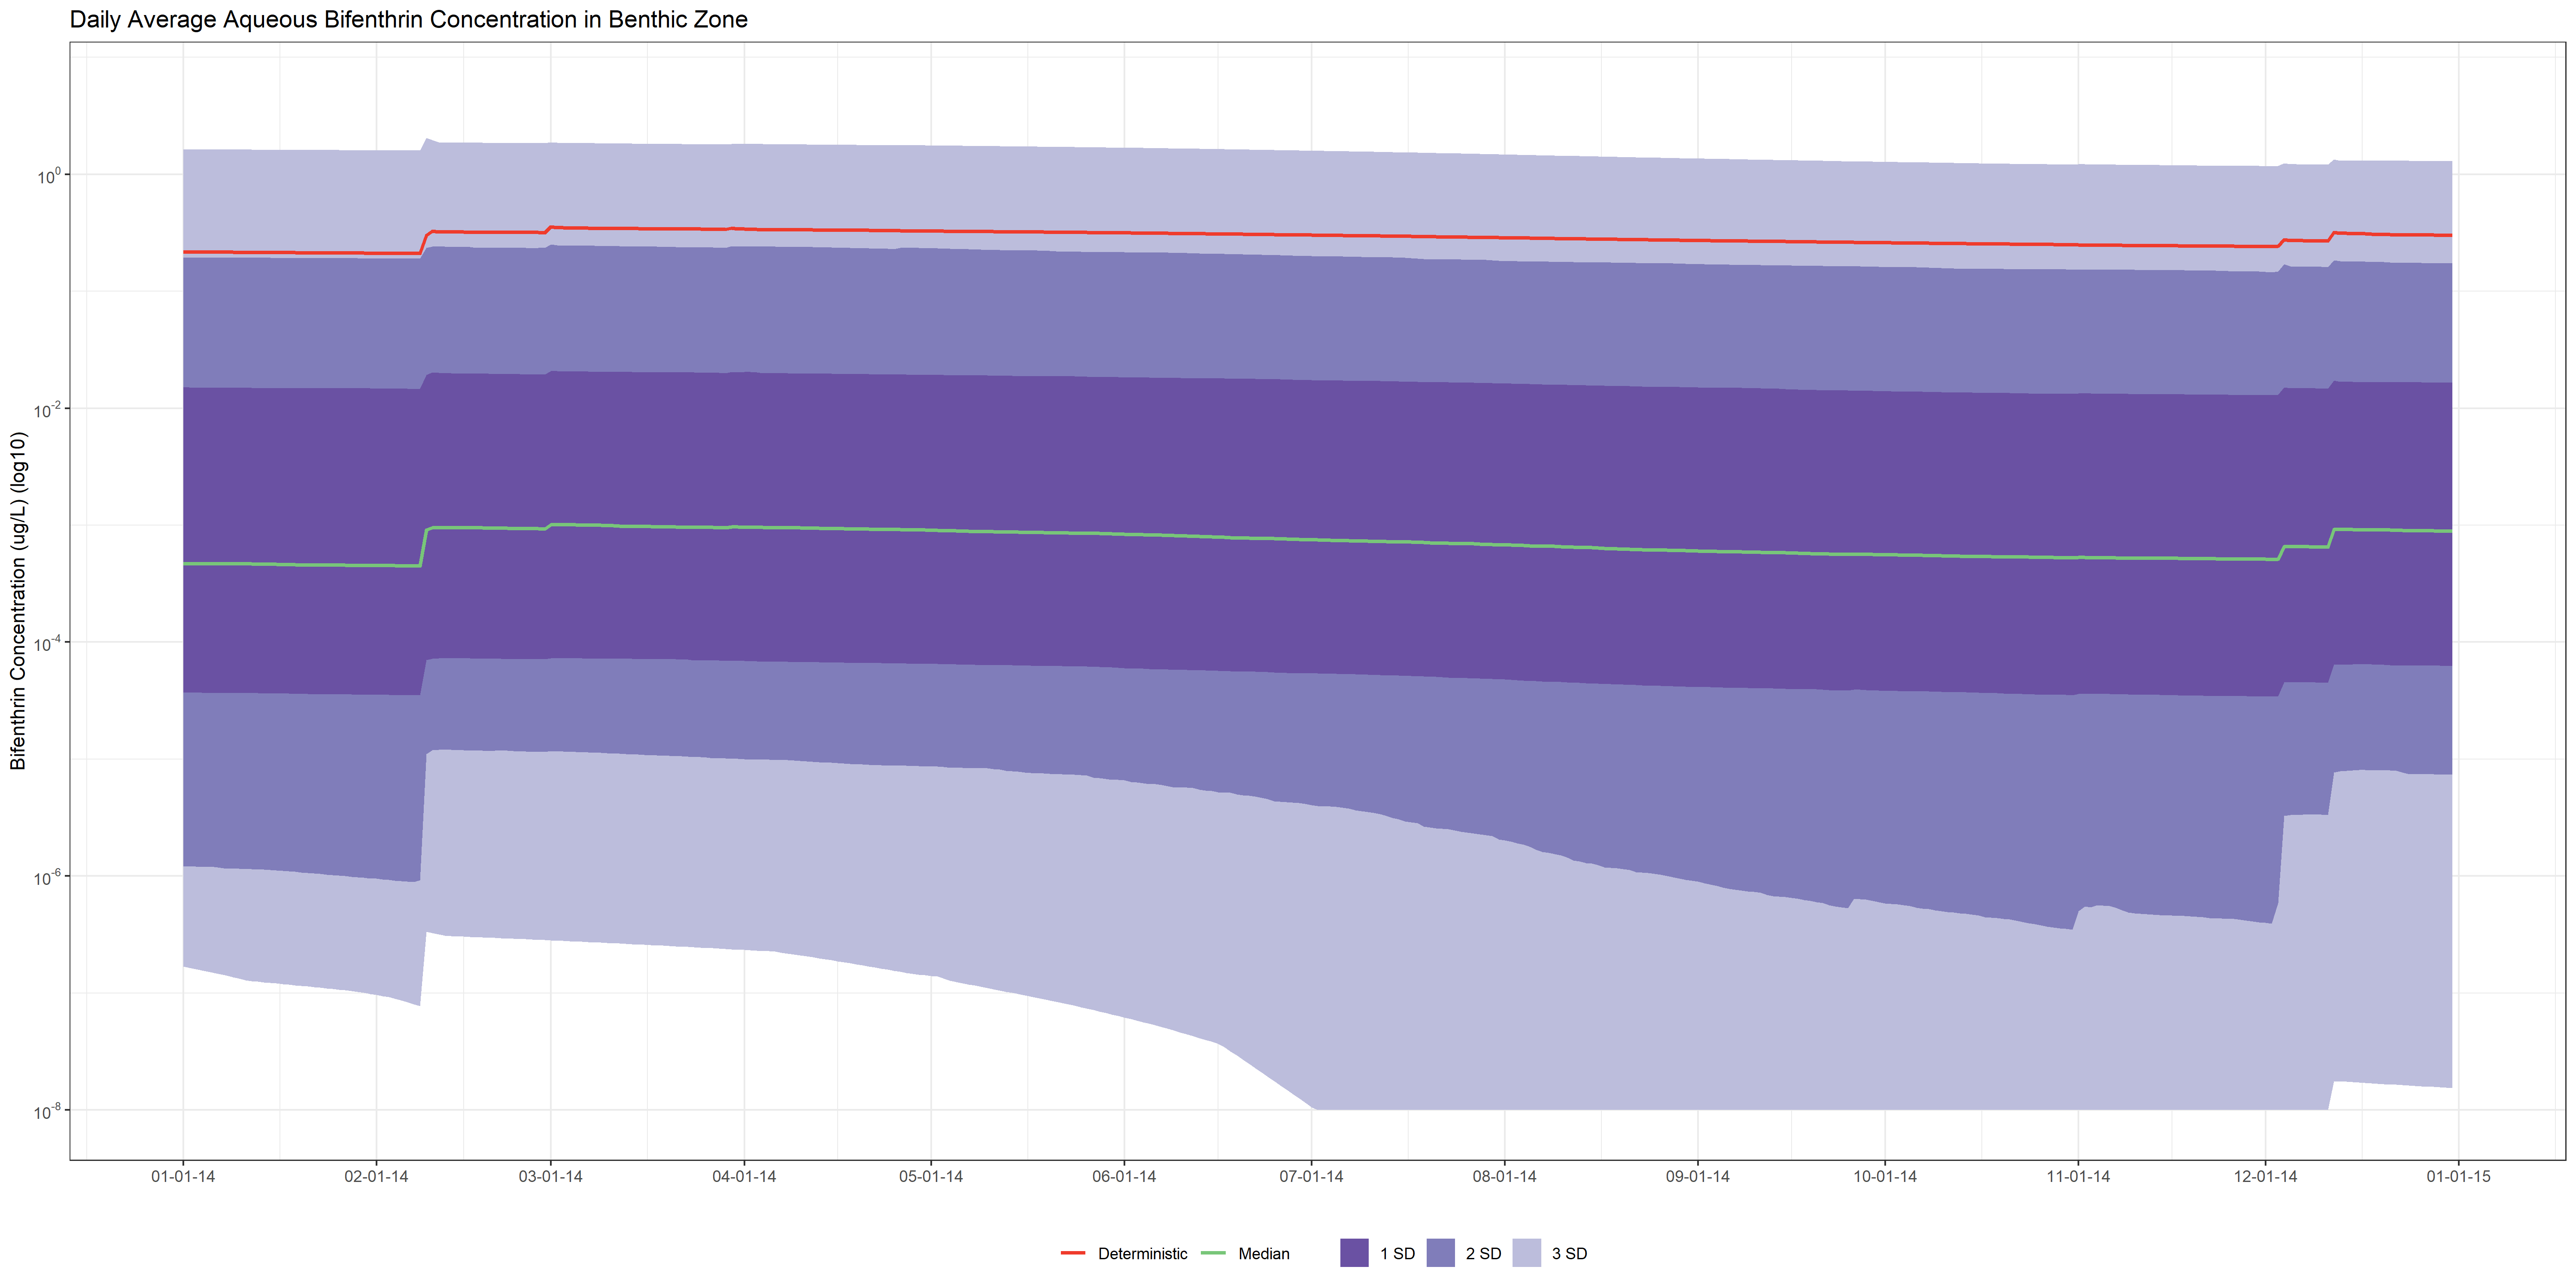 Daily Average Aqueous Bifenthrin Concentration in Benthic Zone
Bifenthrin Concentration (ug/L) (log10)
10^0
10^-2
10^-4
10^-6
10^-8
01-01-14 02-01-14 03-01-14 04-01-14 05-01-14 06-01-14 07-01-14 08-01-14 09-01-14 10-01-14 11-01-14 12-01-14 01-01-15
Deterministic Median 1 SD 2 SD 3 SD